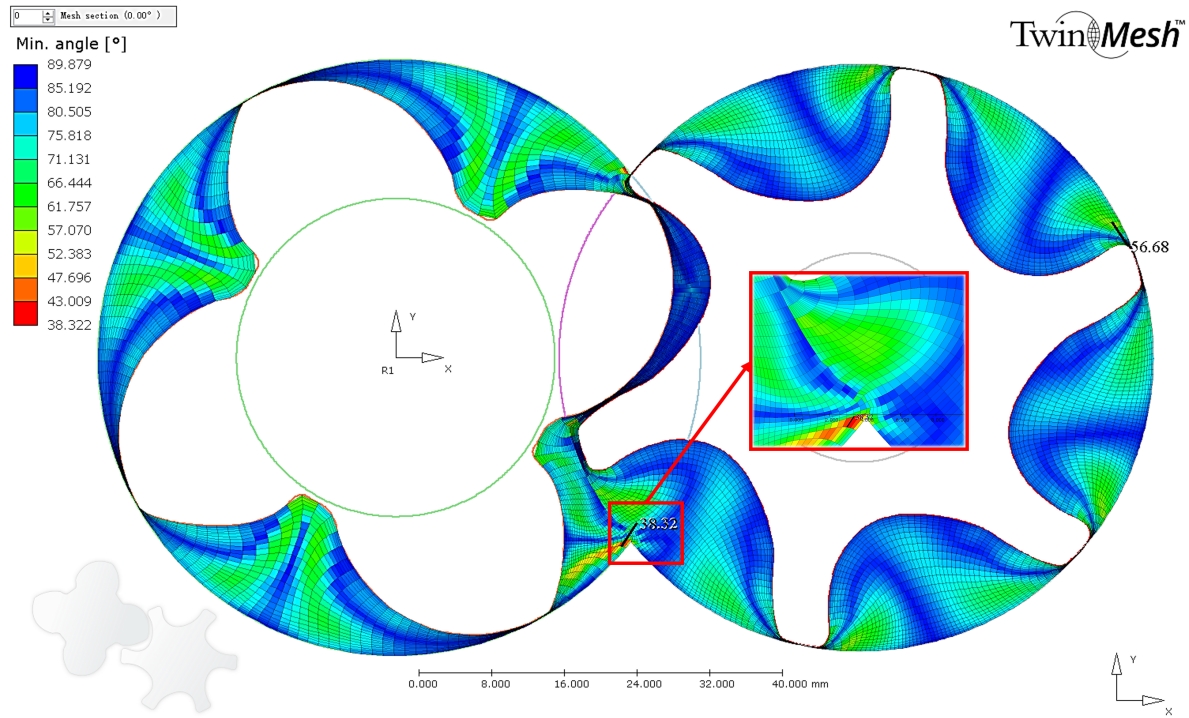 0 Mesh section (0.00° )
TwinMesh™
Min. angle [°]
89.879
85.192
80.505
75.818
71.131
66.444
61.757
57.070
52.383
47.696
43.009
38.322
56.68
Y
R1
X
38.32
0.000 8.000 16.000 24.000 32.000 40.000 mm
Y
X